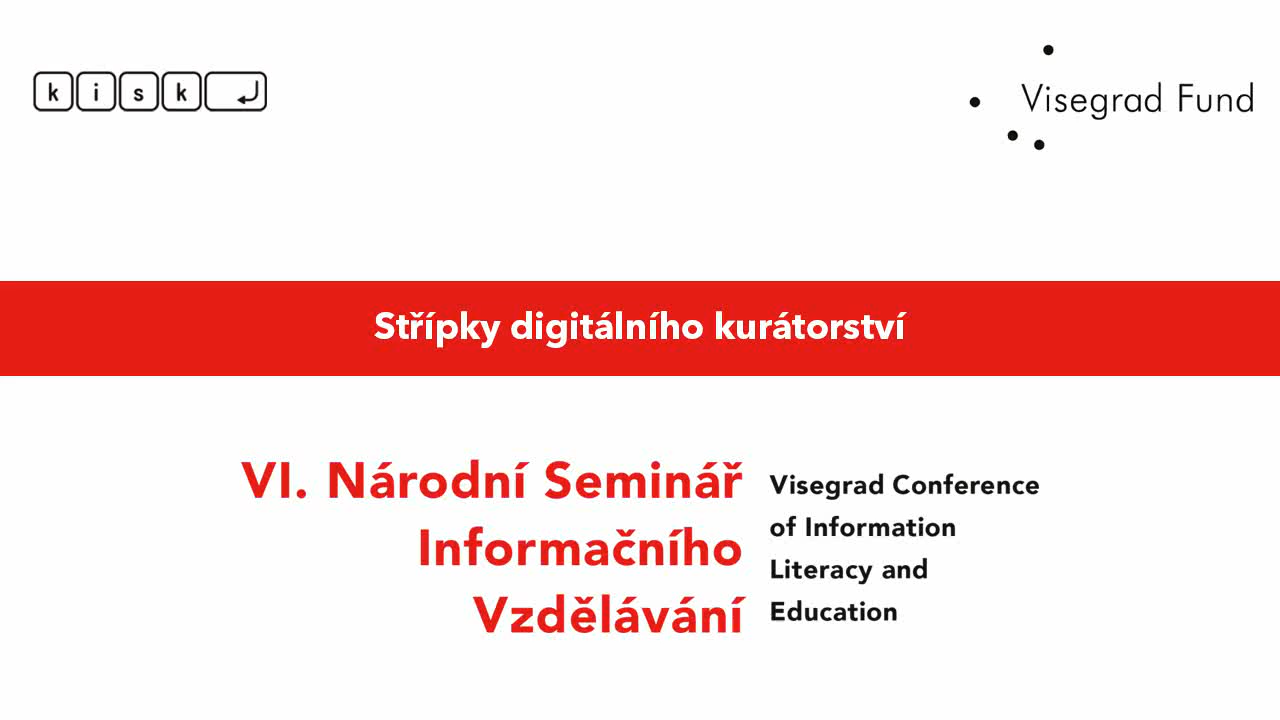 kisk
Visegrad Fund
Střípky digitálního kurátorství
VI. Národní Seminář
Informačního
Vzdělávání
Visegrad Conference
of Information
Literacy and
Education